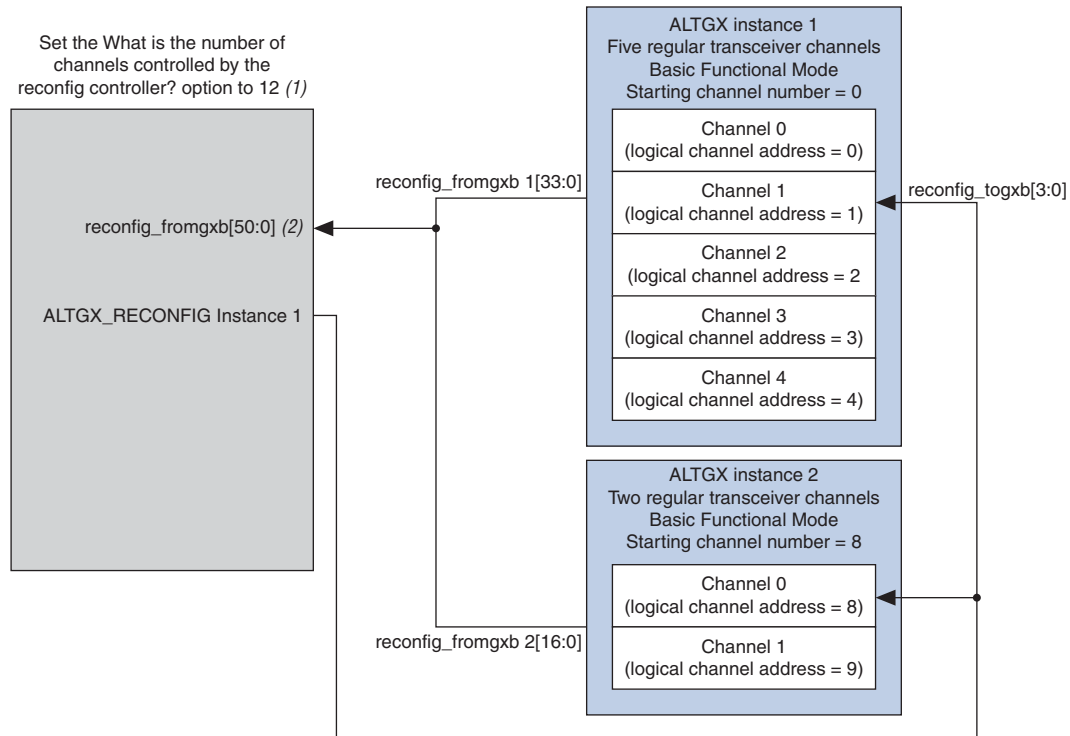 Set the What is the number of
channels controlled by the
reconfig controller? option to 12 (1)
reconfig_fromgxb[50:0] (2)
ALTGX_RECONFIG Instance 1
reconfig_fromgxb 1[33:0]
reconfig_fromgxb 2[16:0]
ALTGX instance 1
Five regular transceiver channels
Basic Functional Mode
Starting channel number = 0
Channel 0
(logical channel address = 0)
Channel 1
(logical channel address = 1)
Channel 2
(logical channel address = 2
Channel 3
(logical channel address = 3)
Channel 4
(logical channel address = 4)
reconfig_togxb[3:0]
ALTGX instance 2
Two regular transceiver channels
Basic Functional Mode
Starting channel number = 8
Channel 0
(logical channel address = 8)
Channel 1
(logical channel address = 9)